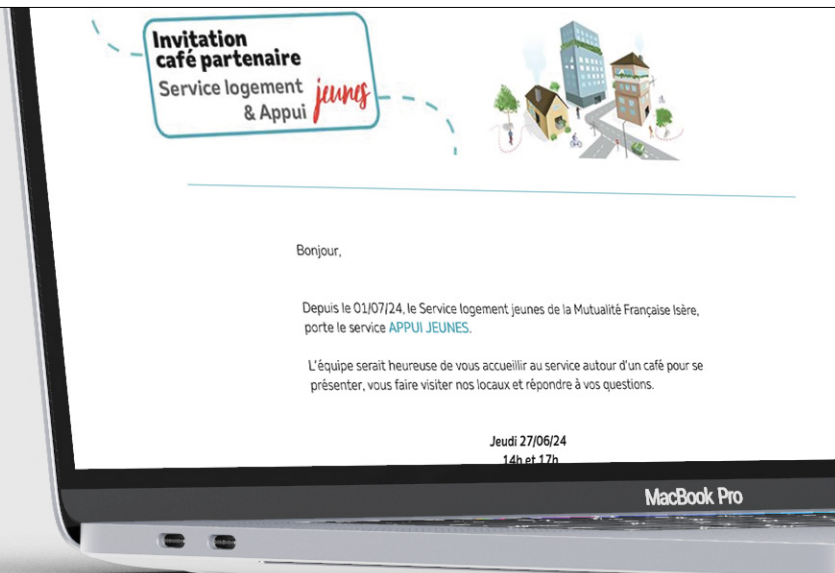 Invitation
café partenaire
Service logement
& Appui jeunes
Bonjour,
Depuis le 01/07/24, le Service logement jeunes de la Mutualité Française Isère,
porte le service APPUI JEUNES.
L'équipe serait heureuse de vous accueillir au service autour d'un café pour se
présenter, vous faire visiter nos locaux et répondre à vos questions.
Jeudi 27/06/24
14h et 17h
MacBook Pro